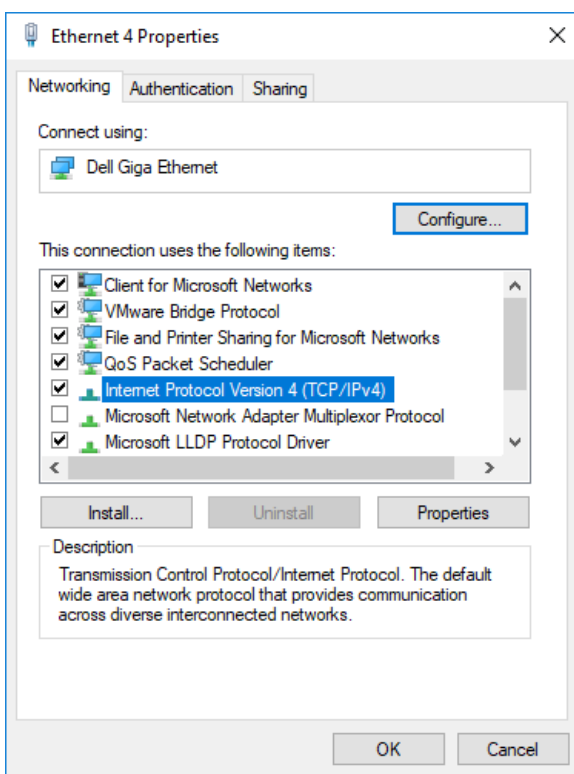 Ethernet 4 Properties
Networking Authentication Sharing
Connect using:
Dell Giga Ethernet
Configure...
This connection uses the following items:
Client for Microsoft Networks
VMware Bridge Protocol
File and Printer Sharing for Microsoft Networks
QoS Packet Scheduler
Internet Protocol Version 4 (TCP/IPv4)
Microsoft Network Adapter Multiplexor Protocol
Microsoft LLDP Protocol Driver
Install... Uninstall Properties
Description
Transmission Control Protocol/Internet Protocol. The default
wide area network protocol that provides communication
across diverse interconnected networks.
OK Cancel